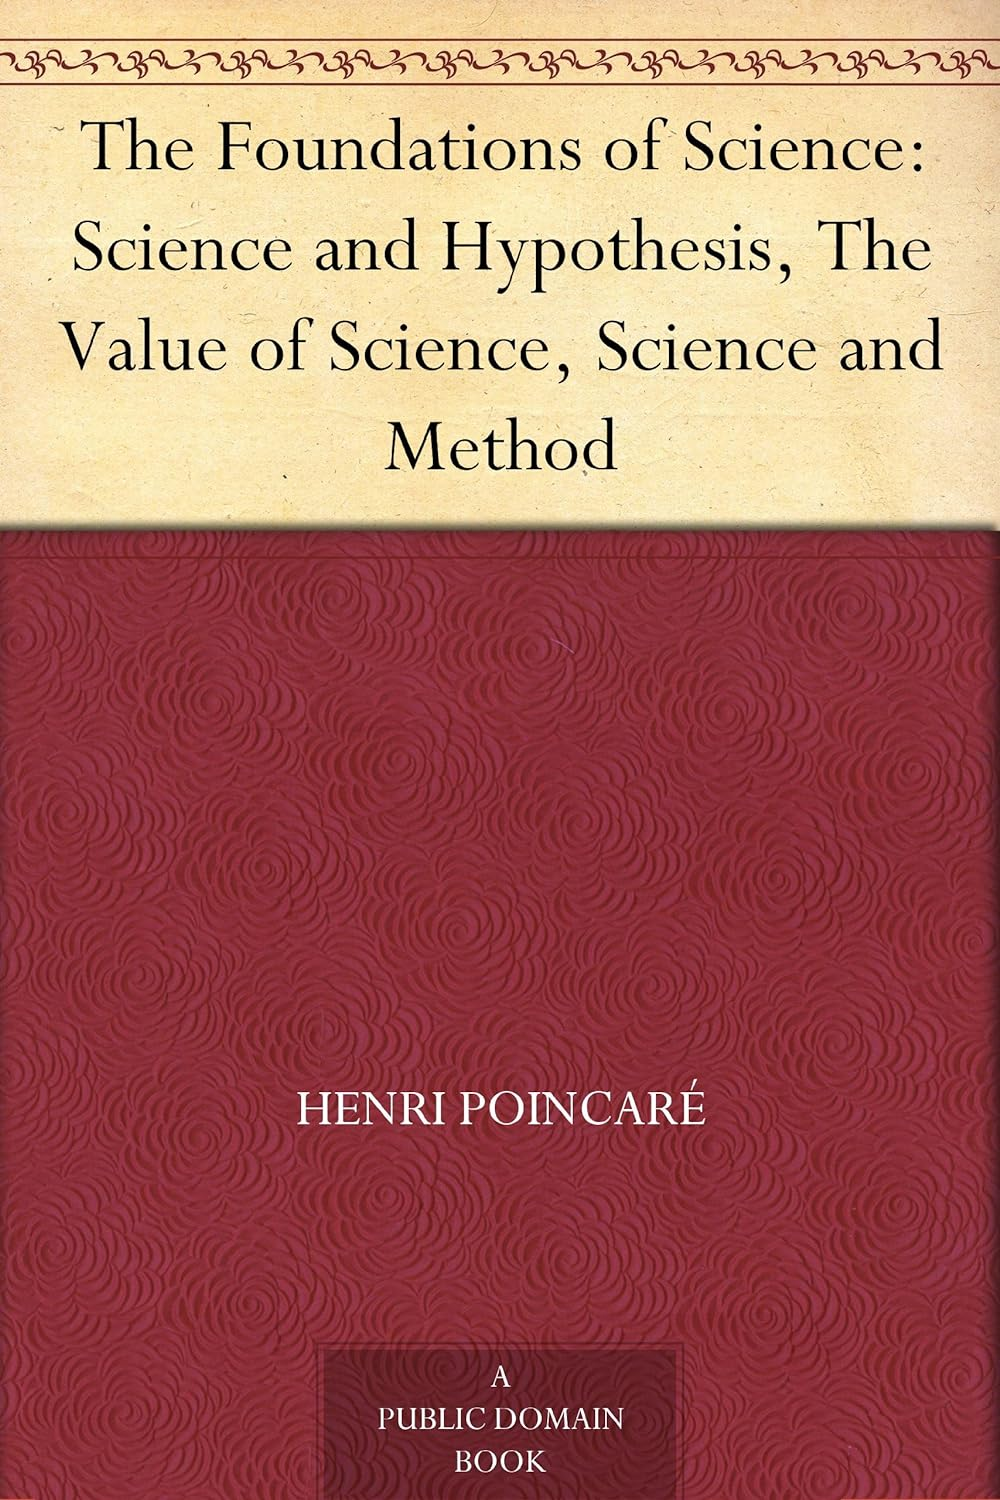 The Foundations of Science:
Science and Hypothesis, The
Value of Science, Science and
Method
HENRI POINCARÉ
A
PUBLIC DOMAIN
BOOK